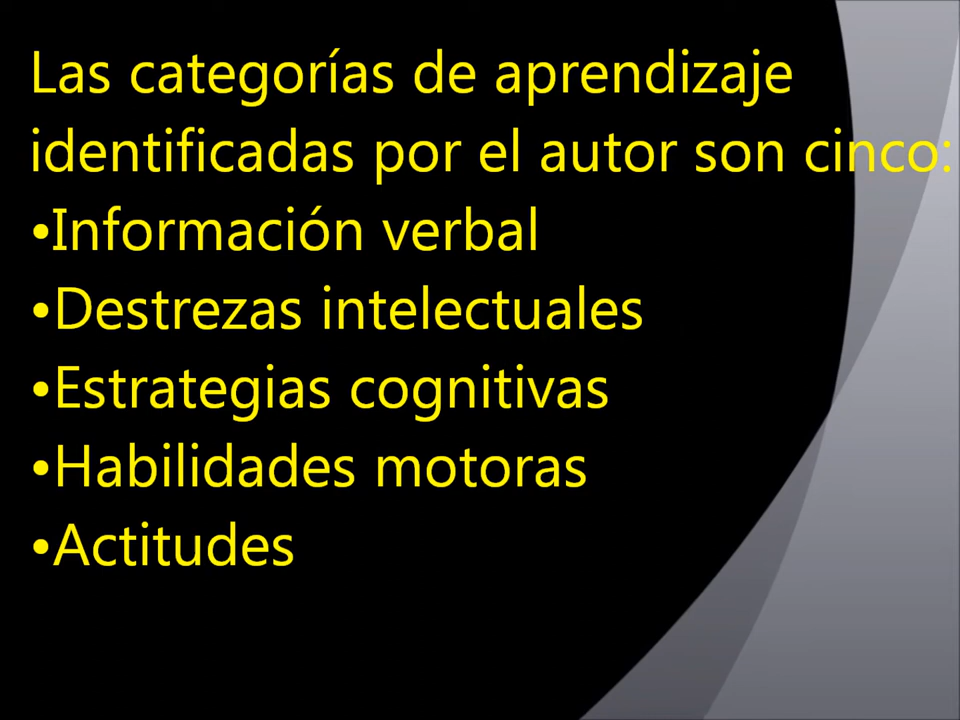 Las categorías de aprendizaje
identificadas por el autor son cinco:
•Información verbal
•Destrezas intelectuales
•Estrategias cognitivas
•Habilidades motoras
•Actitudes